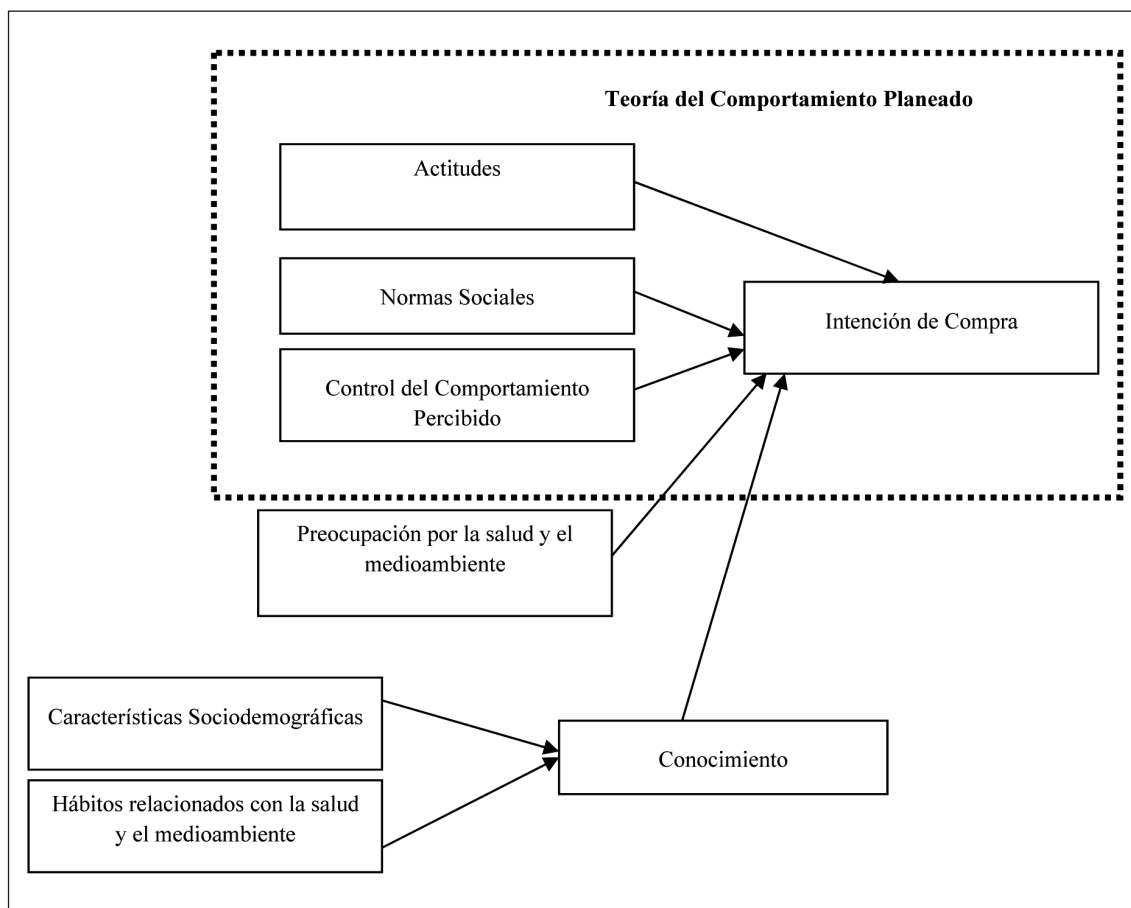 Teoría del Comportamiento Planeado
Actitudes
Normas Sociales
Intención de Compra
Control del Comportamiento
Percibido
Preocupación por la salud y el
medioambiente
Características Sociodemográficas
Conocimiento
Hábitos relacionados con la salud
y el medioambiente